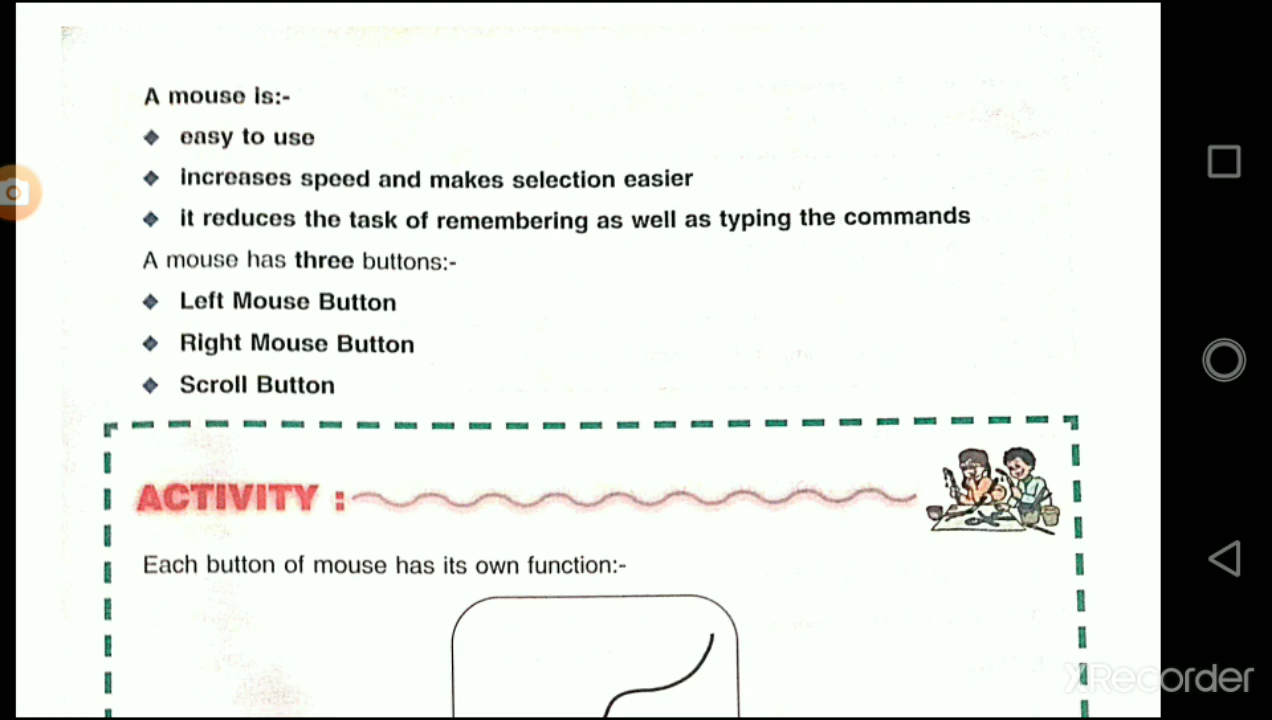 A mouse is:-
easy to use
increases speed and makes selection easier
it reduces the task of remembering as well as typing the commands
A mouse has three buttons:-
Left Mouse Button
Right Mouse Button
Scroll Button
ACTIVITY :
Each button of mouse has its own function:-
XRecorder